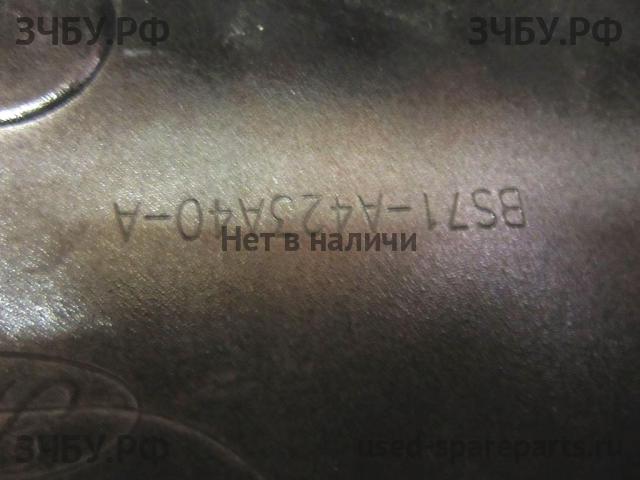 ЗЧБУ.РФ
ЗЧБУ.РФ
BS71-A423A40-A
Нет в наличи
ЗЧБУ.РФ
used-spareparts.ru